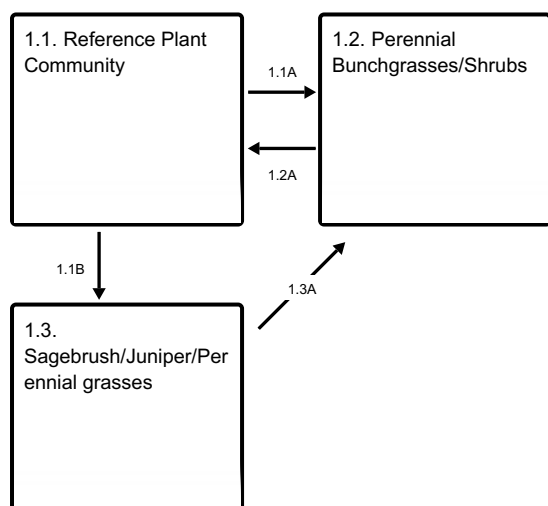 1.1. Reference Plant
Community
1.2. Perennial
Bunchgrasses/Shrubs
1.1A
1.2A
1.1B
1.3A
1.3.
Sagebrush/Juniper/Per
ennial grasses